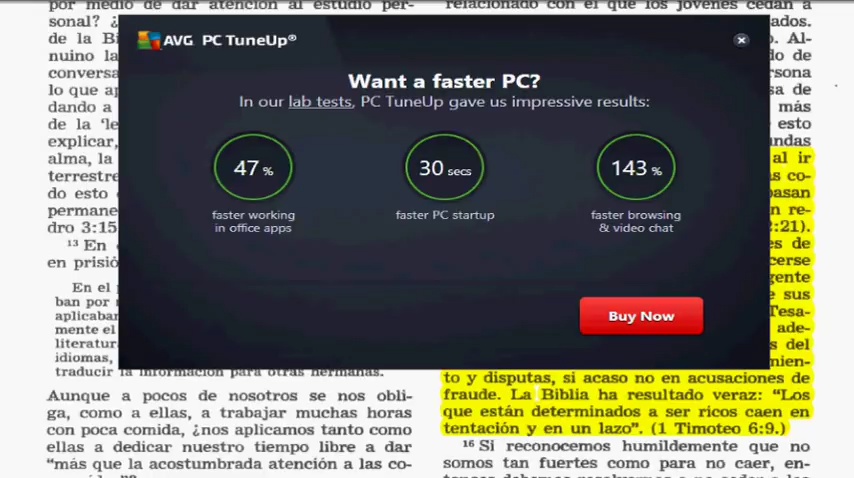 por medio de dar atención al estudio per-
sonal? ¿
de la Bi
nuino la
conversa
lo que ap
dando a
de la ‘le
explicar,
alma, la
terrestre
do esto
permane
dro 3:15
13 En
en prisió
En el
ban por
aplicaban
mente el
literatur
idiomas,
traducir la información para otras hermanas.
Aunque a pocos de nosotros se nos obli-
ga, como a ellas, a trabajar muchas horas
con poca comida, ¿nos aplicamos tanto como
ellas a dedicar nuestro tiempo libre a dar
“más que la acostumbrada atención a las co-
AVG PC TuneUp®
Want a faster PC?
In our lab tests, PC TuneUp gave us impressive results:
47 %
faster working
in office apps
30 secs
faster PC startup
143 %
faster browsing
& video chat
Buy Now
relacionado con el que los jóvenes cedan a
ados.
o. Al-
do de
rsona
sa de
más
esto
undas
al ir
s co-
pasan
n re-
:21).
es de
cerse
gente
e sus
Tesa-
ade-
s del
mien-
to y disputas, si acaso no en acusaciones de
fraude. La Biblia ha resultado veraz: “Los
que están determinados a ser ricos caen en
tentación y en un lazo”. (1 Timoteo 6:9.)
16 Si reconocemos humildemente que no
somos tan fuertes como para no caer, en-